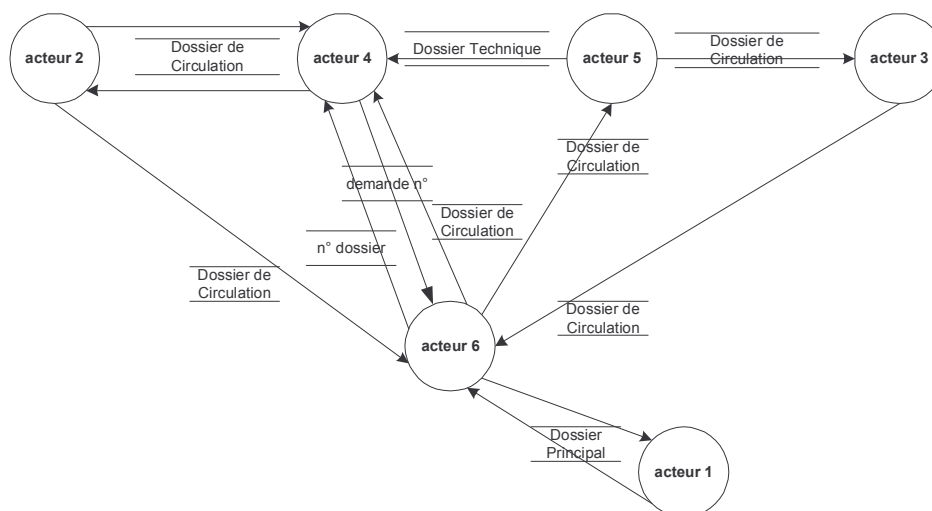 acteur 2
Dossier de
Circulation
acteur 4
Dossier Technique
acteur 5
Dossier de
Circulation
acteur 3
Dossier de
Circulation
demande n°
Dossier de
Circulation
n° dossier
Dossier de
Circulation
Dossier de
Circulation
acteur 6
Dossier
Principal
acteur 1